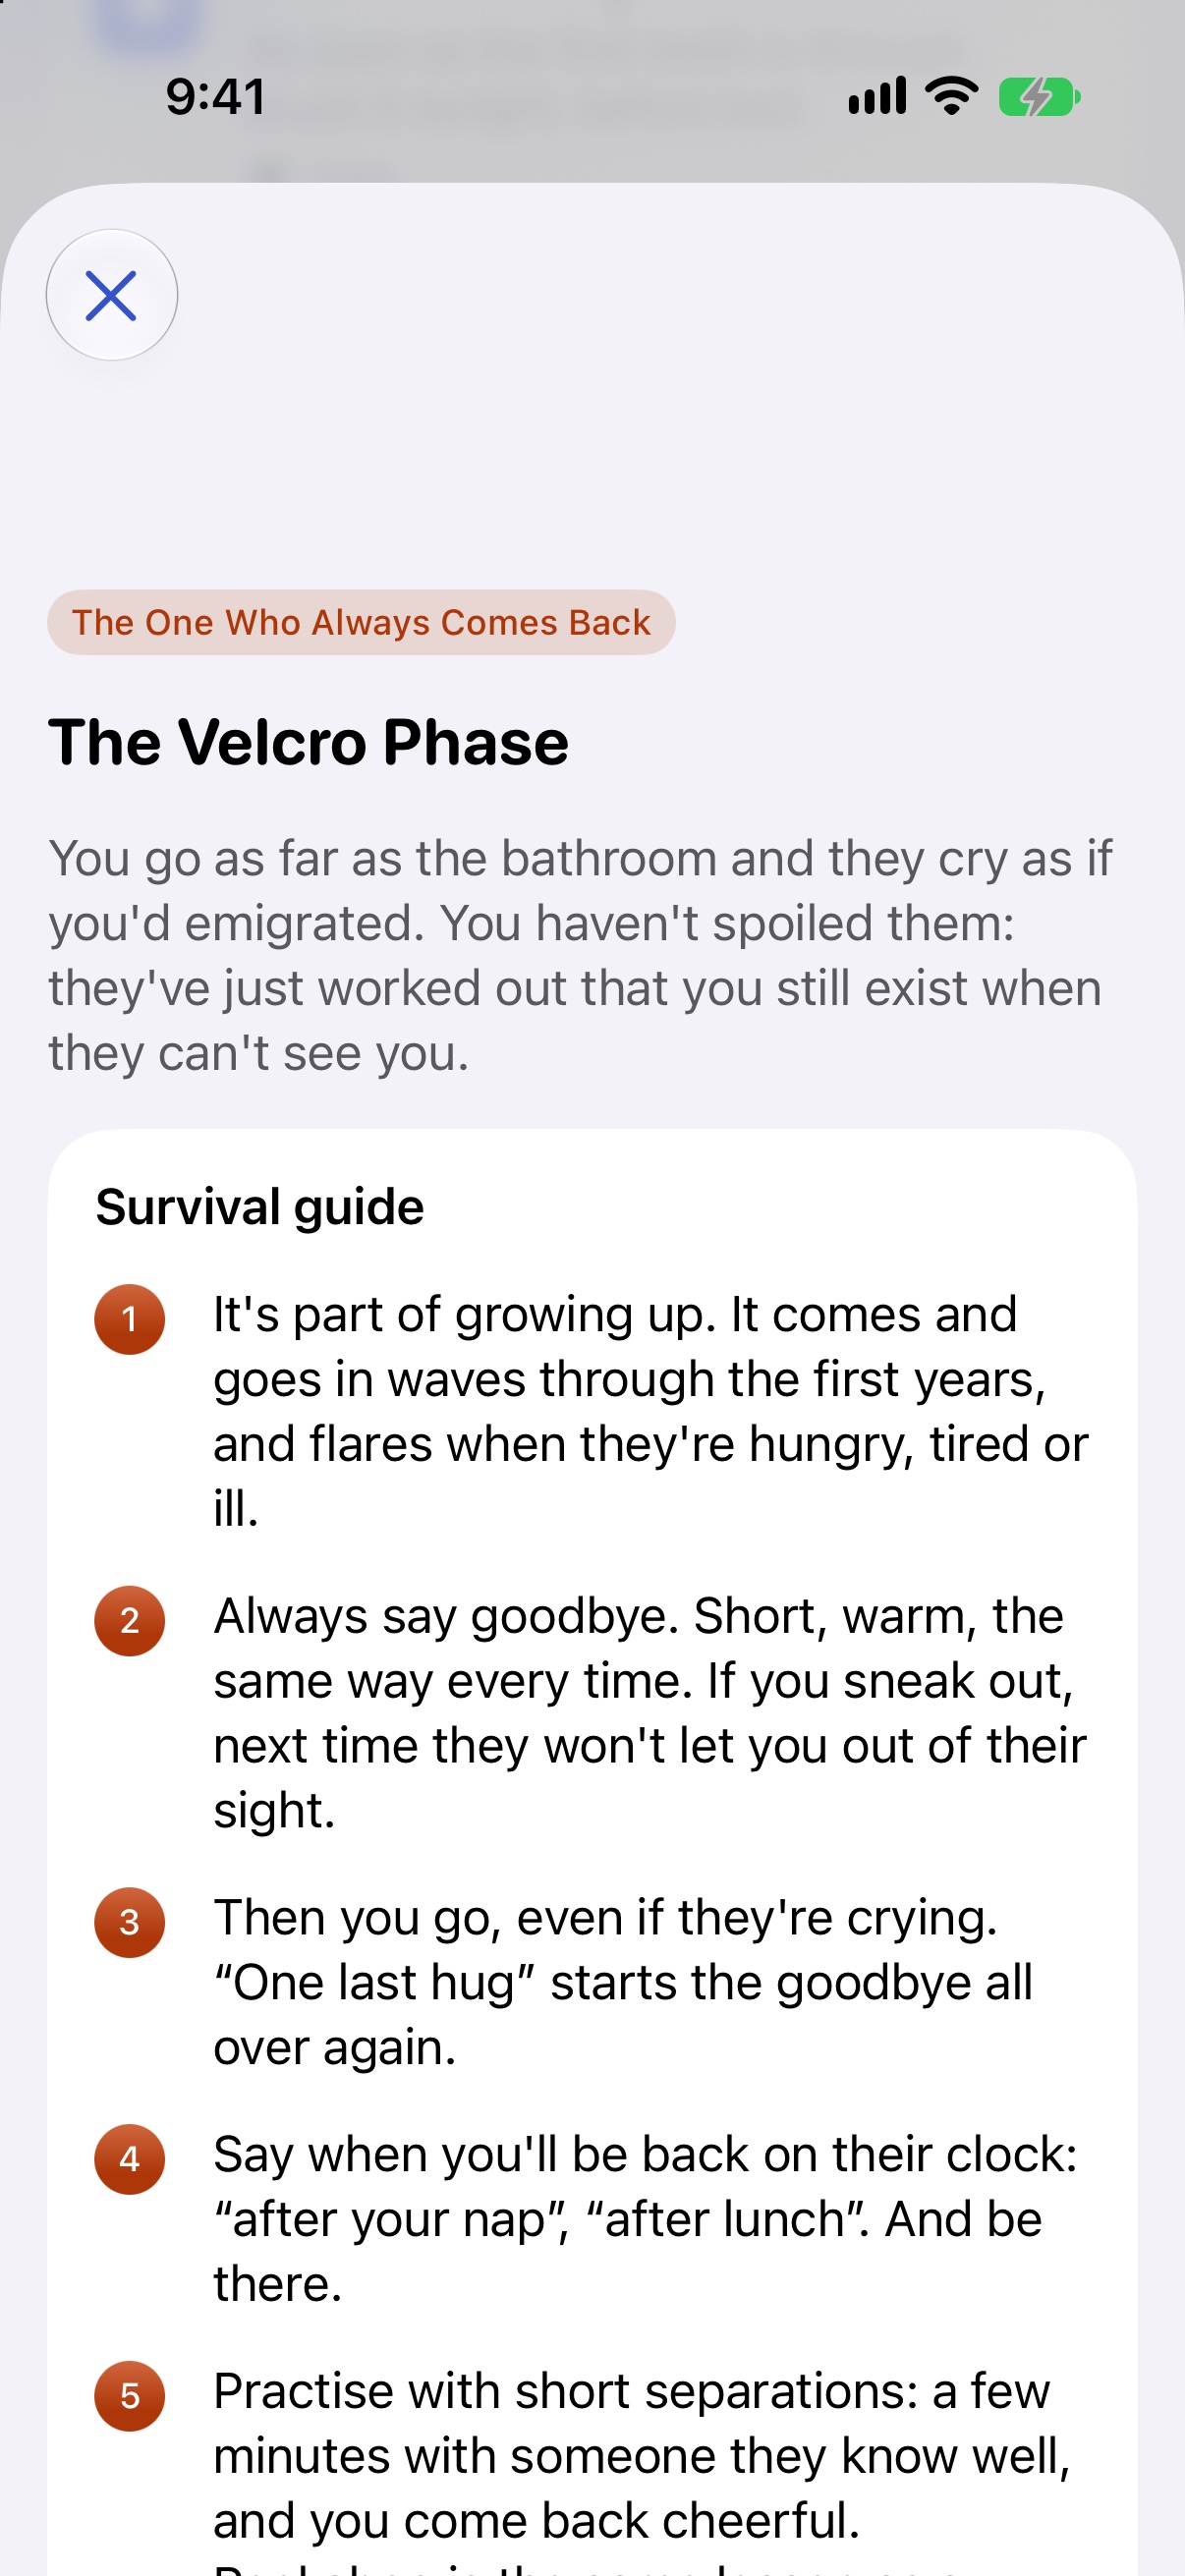 9:41
The One Who Always Comes Back
The Velcro Phase
You go as far as the bathroom and they cry as if
you'd emigrated. You haven't spoiled them:
they've just worked out that you still exist when
they can't see you.
Survival guide
1
It's part of growing up. It comes and
goes in waves through the first years,
and flares when they're hungry, tired or
ill.
2
Always say goodbye. Short, warm, the
same way every time. If you sneak out,
next time they won't let you out of their
sight.
3
Then you go, even if they're crying.
“One last hug” starts the goodbye all
over again.
4
Say when you'll be back on their clock:
“after your nap”, “after lunch”. And be
there.
5
Practise with short separations: a few
minutes with someone they know well,
and you come back cheerful.